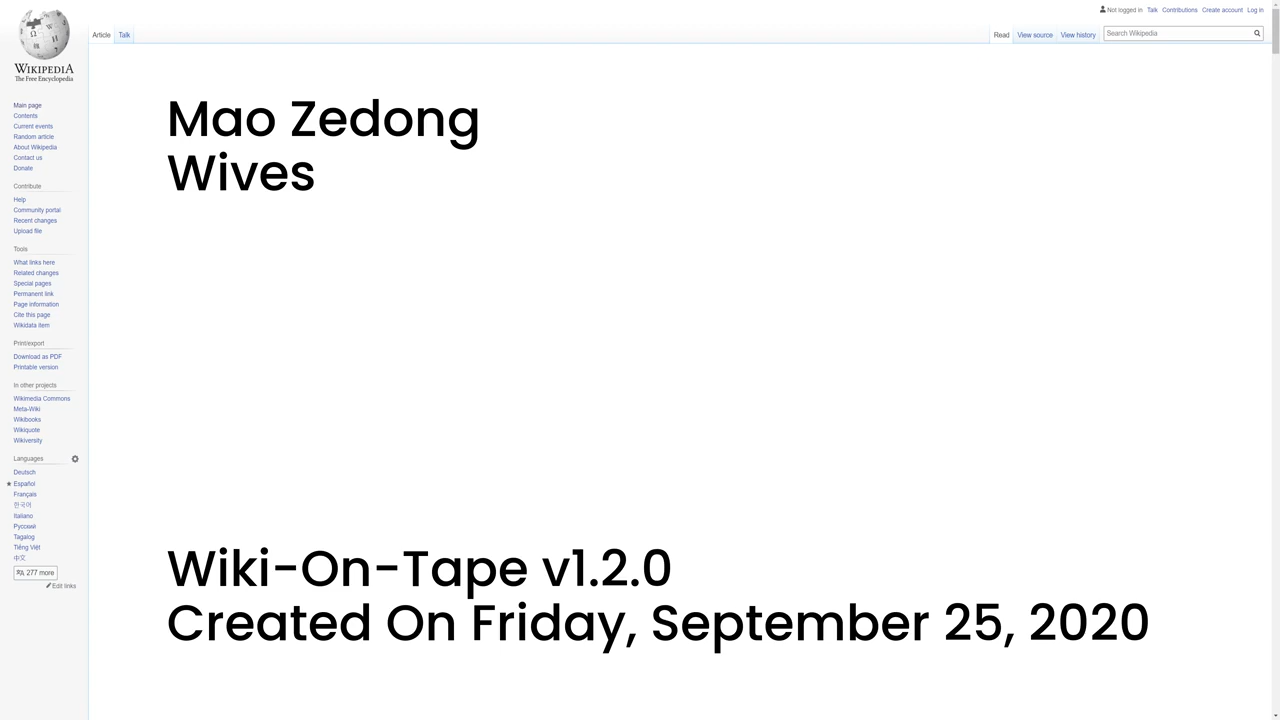 Not logged in Talk Contributions Create account Log in
Article Talk Read View source View history Search Wikipedia
WIKIPEDIA
The Free Encyclopedia
Main page
Contents
Current events
Random article
About Wikipedia
Contact us
Donate
Contribute
Help
Community portal
Recent changes
Upload file
Tools
What links here
Related changes
Special pages
Permanent link
Page information
Cite this page
Wikidata item
Print/export
Download as PDF
Printable version
In other projects
Wikimedia Commons
Meta-Wiki
Wikibooks
Wikiquote
Wikiversity
Languages
Deutsch
Español
Français
한국어
Italiano
Русский
Tagalog
Tiếng Việt
中文
277 more
Edit links
Mao Zedong
Wives
Wiki-On-Tape v1.2.0
Created On Friday, September 25, 2020